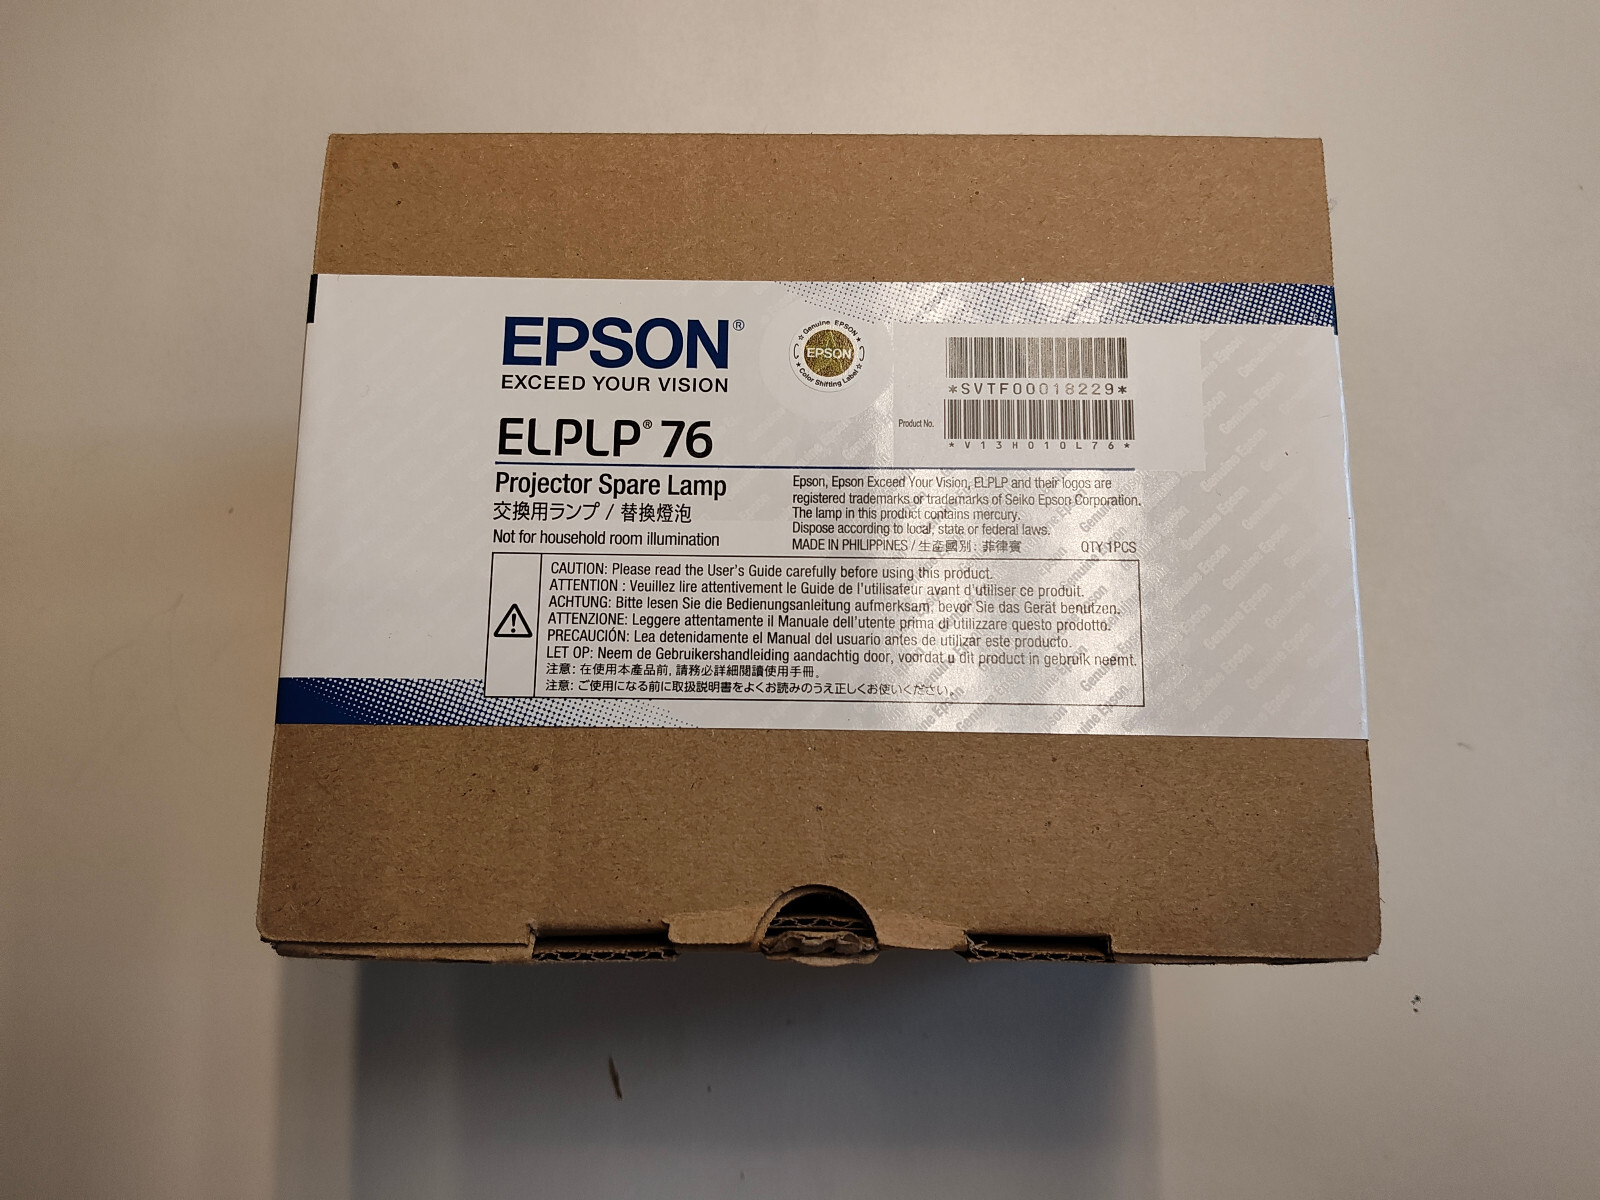 EPSON®
EXCEED YOUR VISION
Genuine EPSON
EPSON
Color Shifting Label
*SVTF00018229*
Product No.
*V13H010L76*
ELPLP® 76
Projector Spare Lamp
交換用ランプ / 替換燈泡
Not for household room illumination
Epson, Epson Exceed Your Vision, ELPLP and their logos are
registered trademarks or trademarks of Seiko Epson Corporation.
The lamp in this product contains mercury.
Dispose according to local, state or federal laws.
MADE IN PHILIPPINES / 生產國別: 菲律賓 QTY 1PCS
CAUTION: Please read the User's Guide carefully before using this product.
ATTENTION : Veuillez lire attentivement le Guide de l'utilisateur avant d'utiliser ce produit.
ACHTUNG: Bitte lesen Sie die Bedienungsanleitung aufmerksam, bevor Sie das Gerät benutzen.
ATTENZIONE: Leggere attentamente il Manuale dell'utente prima di utilizzare questo prodotto.
PRECAUCIÓN: Lea detenidamente el Manual del usuario antes de utilizar este producto.
LET OP: Neem de Gebruikershandleiding aandachtig door, voordat u dit product in gebruik neemt.
注意: 在使用本產品前, 請務必詳細閱讀使用手冊。
注意: ご使用になる前に取扱説明書をよくお読みのうえ正しくお使いください。
Genuine Epson